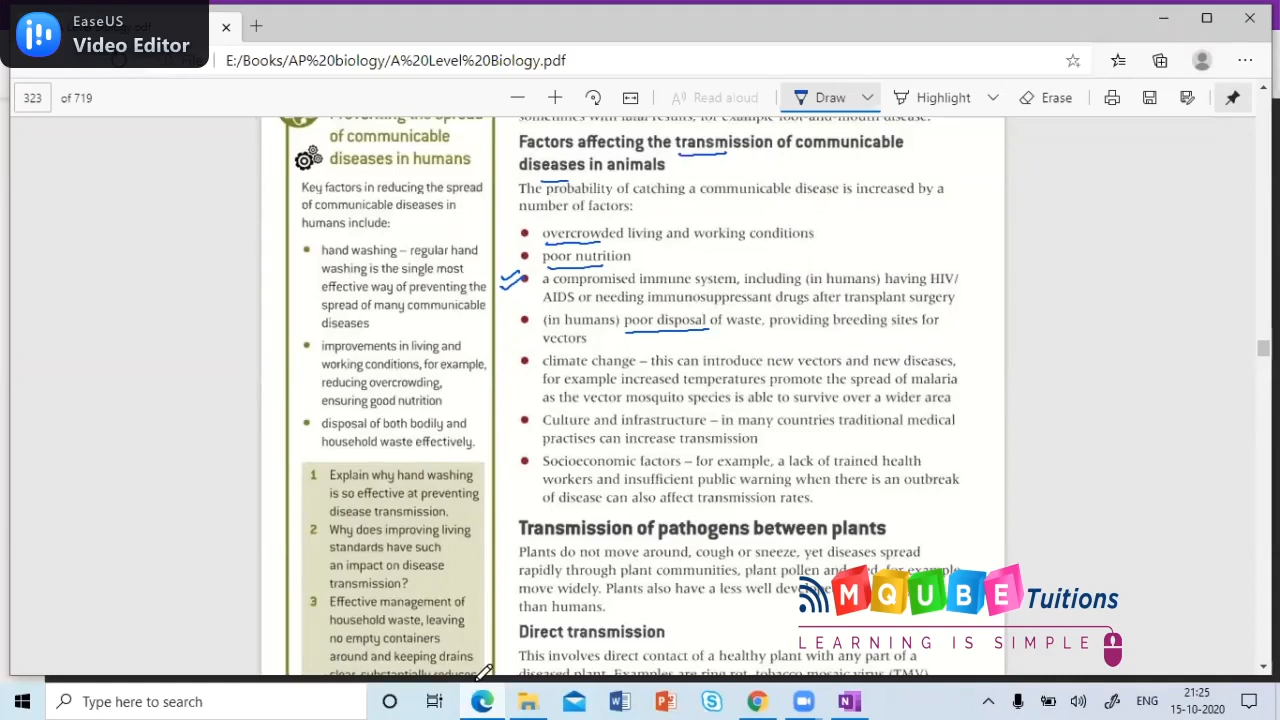 EaseUS
Video Editor
E:/Books/AP%20biology/A%20Level%20Biology.pdf
323 of 719
Read aloud
Draw
Highlight
Erase
of communicable
diseases in humans
Key factors in reducing the spread
of communicable diseases in
humans include:
hand washing – regular hand
washing is the single most
effective way of preventing the
spread of many communicable
diseases
improvements in living and
working conditions, for example,
reducing overcrowding,
ensuring good nutrition
disposal of both bodily and
household waste effectively.
1 Explain why hand washing
is so effective at preventing
disease transmission.
2 Why does improving living
standards have such
an impact on disease
transmission?
3 Effective management of
household waste, leaving
no empty containers
around and keeping drains
Factors affecting the transmission of communicable
diseases in animals
The probability of catching a communicable disease is increased by a
number of factors:
overcrowded living and working conditions
poor nutrition
a compromised immune system, including (in humans) having HIV/
AIDS or needing immunosuppressant drugs after transplant surgery
(in humans) poor disposal of waste, providing breeding sites for
vectors
climate change – this can introduce new vectors and new diseases,
for example increased temperatures promote the spread of malaria
as the vector mosquito species is able to survive over a wider area
Culture and infrastructure – in many countries traditional medical
practises can increase transmission
Socioeconomic factors – for example, a lack of trained health
workers and insufficient public warning when there is an outbreak
of disease can also affect transmission rates.
Transmission of pathogens between plants
Plants do not move around, cough or sneeze, yet diseases spread
rapidly through plant communities, plant pollen and
move widely. Plants also have a less well
than humans.
Direct transmission
This involves direct contact of a healthy plant with any part of a
diseased plant. Examples are ring rot, tobacco mosaic virus (TMV)
MQUBE Tuitions
LEARNING IS SIMPLE
Type here to search
ENG
21:25
15-10-2020